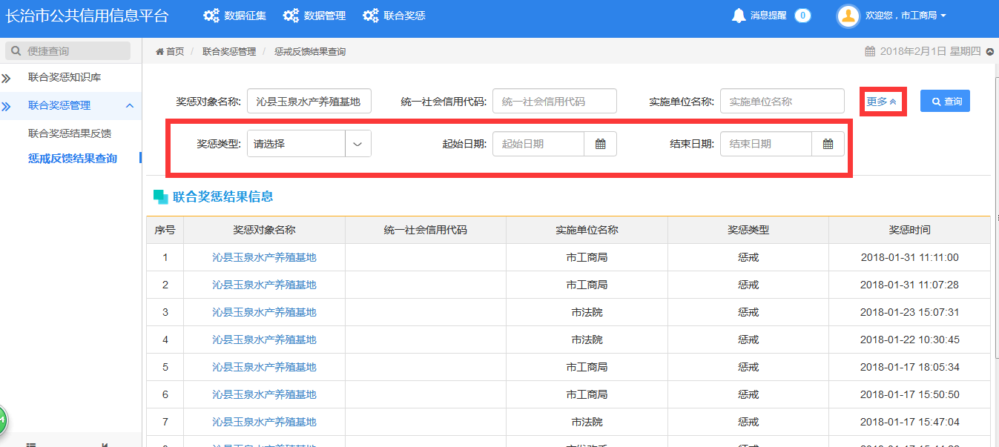 长治市公共信用信息平台 数据征集 数据管理 联合奖惩 消息提醒 0 欢迎您，市工商局
便捷查询 首页 / 联合奖惩管理 / 惩戒反馈结果查询 2018年2月1日 星期四
联合奖惩知识库
联合奖惩管理
联合奖惩结果反馈
惩戒反馈结果查询
奖惩对象名称: 沁县玉泉水产养殖基地 统一社会信用代码: 统一社会信用代码 实施单位名称: 实施单位名称 更多 查询
奖惩类型: 请选择 起始日期: 起始日期 结束日期: 结束日期
联合奖惩结果信息
序号 奖惩对象名称 统一社会信用代码 实施单位名称 奖惩类型 奖惩时间
1 沁县玉泉水产养殖基地 市工商局 惩戒 2018-01-31 11:11:00
2 沁县玉泉水产养殖基地 市工商局 惩戒 2018-01-31 11:07:28
3 沁县玉泉水产养殖基地 市法院 惩戒 2018-01-23 15:07:31
4 沁县玉泉水产养殖基地 市法院 惩戒 2018-01-22 10:30:45
5 沁县玉泉水产养殖基地 市工商局 惩戒 2018-01-17 18:05:34
6 沁县玉泉水产养殖基地 市工商局 惩戒 2018-01-17 15:50:50
7 沁县玉泉水产养殖基地 市法院 惩戒 2018-01-17 15:47:04